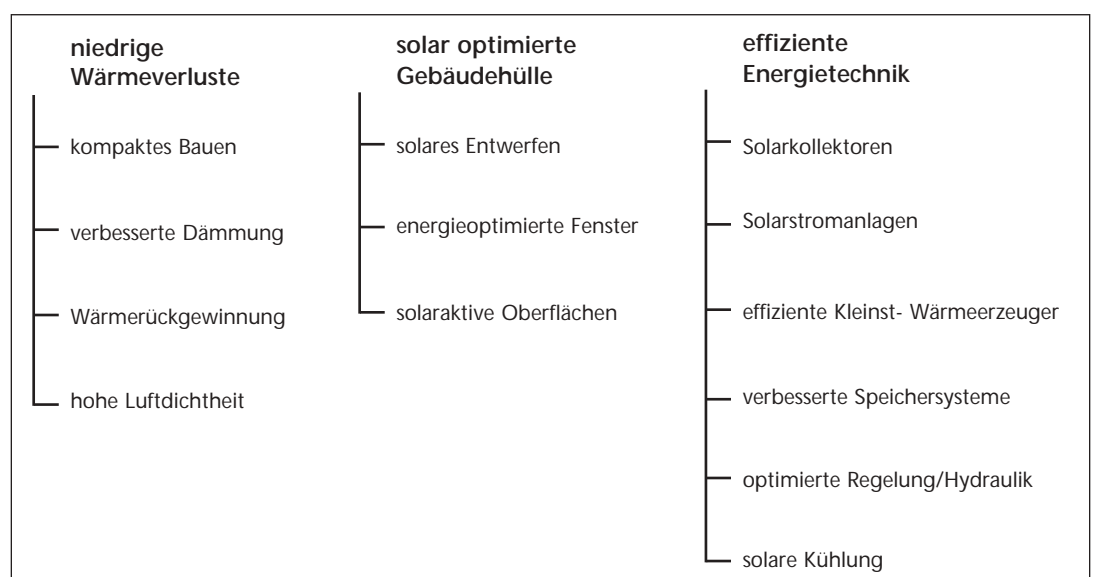 niedrige
Wärmeverluste
kompaktes Bauen
verbesserte Dämmung
Wärmerückgewinnung
hohe Luftdichtheit
solar optimierte
Gebäudehülle
solares Entwerfen
energieoptimierte Fenster
solaraktive Oberflächen
effiziente
Energietechnik
Solarkollektoren
Solarstromanlagen
effiziente Kleinst- Wärmeerzeuger
verbesserte Speichersysteme
optimierte Regelung/Hydraulik
solare Kühlung